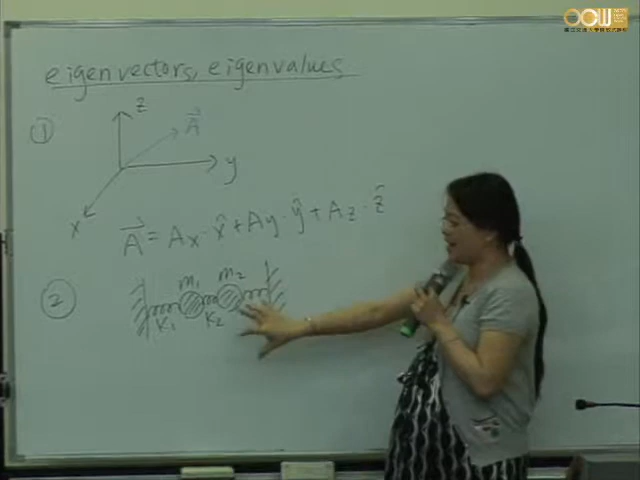 eigenvectors, eigenvalues
①
z
A⃗
y
x
A⃗ = Ax · x̂ + Ay · ŷ + Az · ẑ
②
m₁ m₂
K₁ K₂
OCW